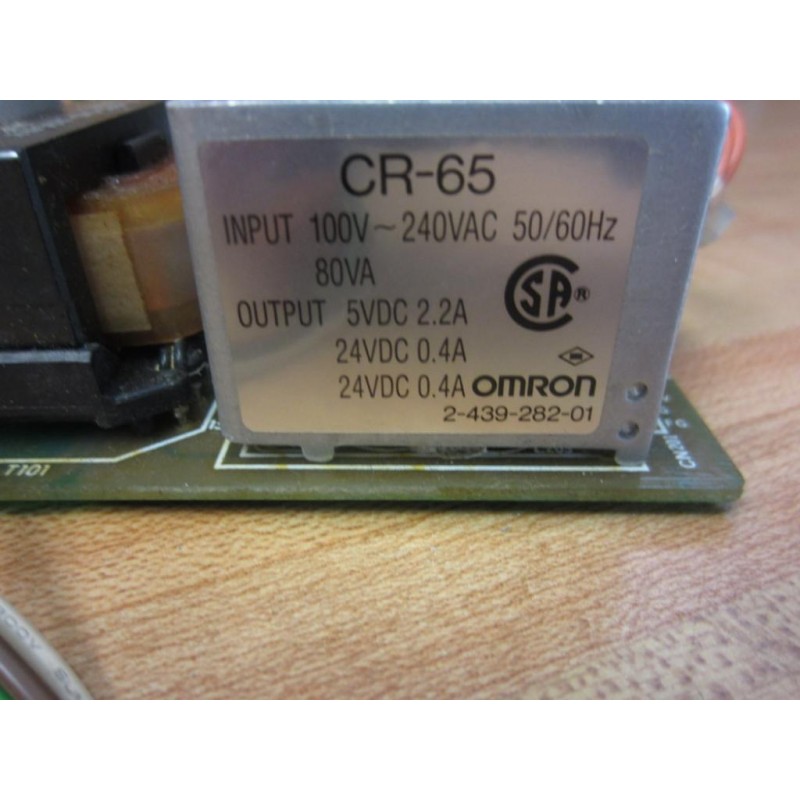 CR-65
INPUT 100V~240VAC 50/60Hz
80VA
SA®
OUTPUT 5VDC 2.2A
24VDC 0.4A
24VDC 0.4A OMRON
2-439-282-01
T101